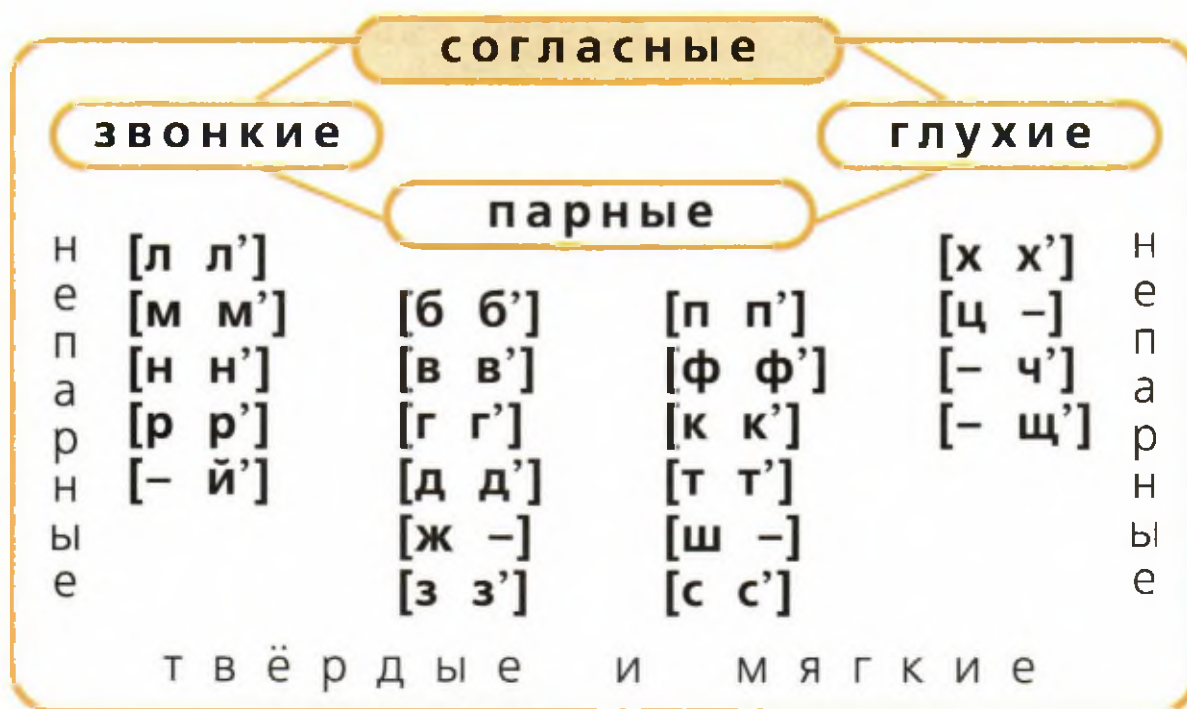 согласные
звонкие глухие
парные
непарные
[л л’]
[м м’]
[н н’]
[р р’]
[– й’]
[б б’]
[в в’]
[г г’]
[д д’]
[ж –]
[з з’]
[п п’]
[ф ф’]
[к к’]
[т т’]
[ш –]
[с с’]
[х х’]
[ц –]
[– ч’]
[– щ’]
непарные
твёрдые и мягкие